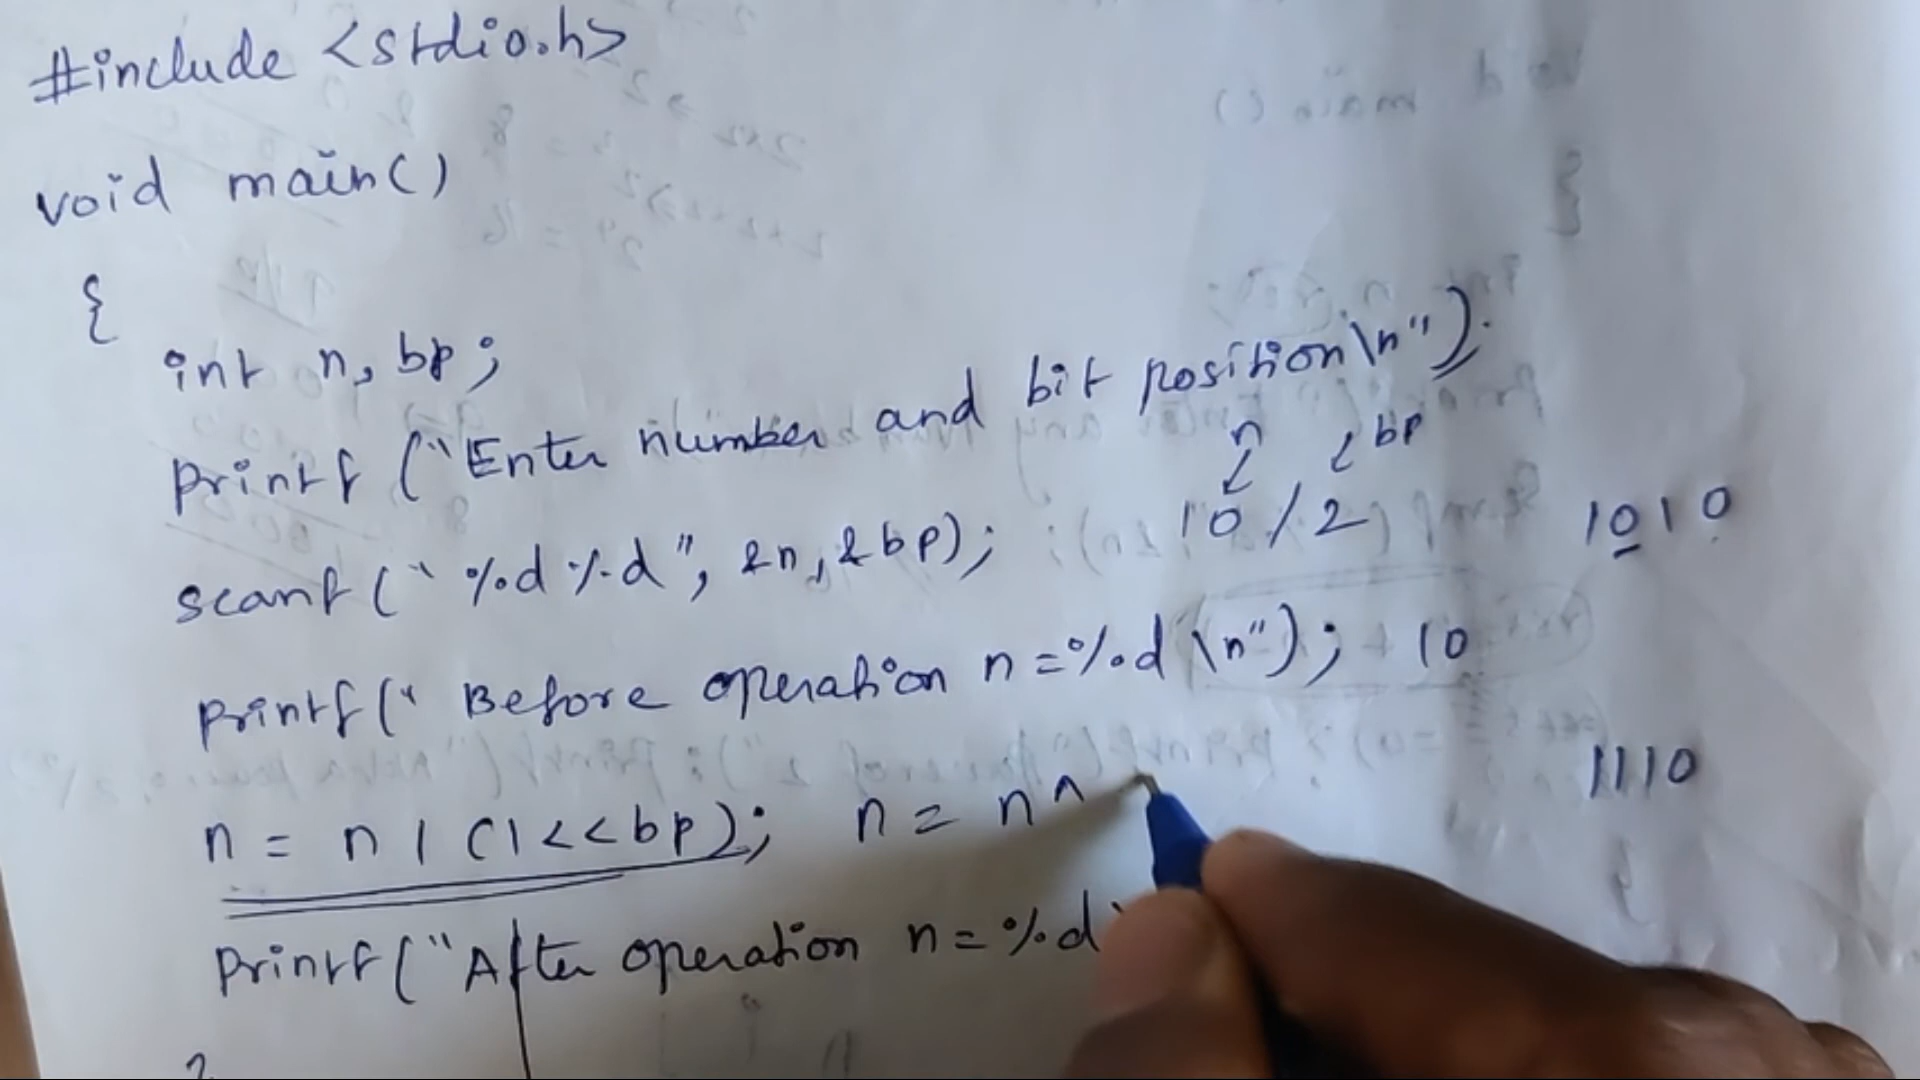 #include <stdio.h>
void main()
{
int n, bp;
printf ("Enter number and bit position\n");
n bp
scanf ("%d %d", &n, &bp); 10 / 2 1010
printf (" Before operation n=%d \n"); 10
n = n | (1<<bp); n = n ^ 1110
printf ("After operation n=%d